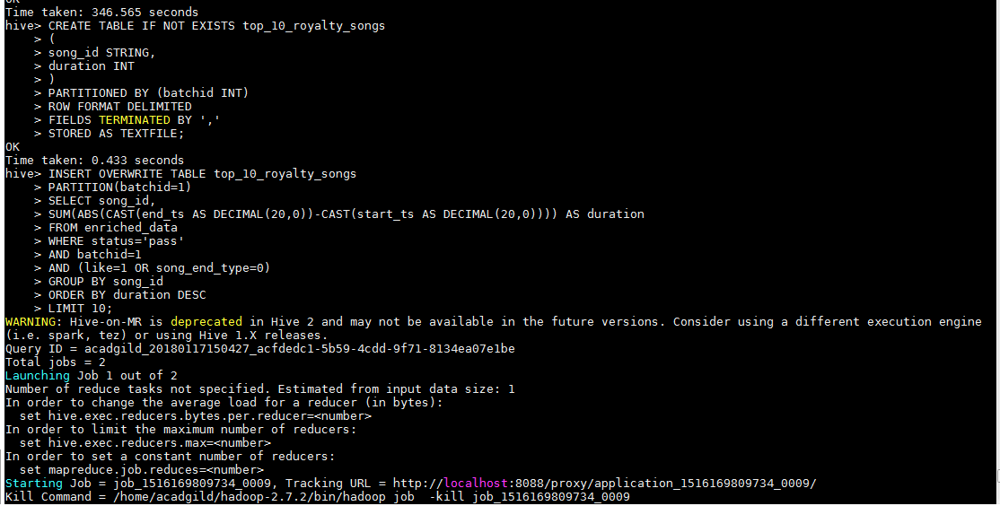 OK
Time taken: 346.565 seconds
hive> CREATE TABLE IF NOT EXISTS top_10_royalty_songs
    > (
    > song_id STRING,
    > duration INT
    > )
    > PARTITIONED BY (batchid INT)
    > ROW FORMAT DELIMITED
    > FIELDS TERMINATED BY ','
    > STORED AS TEXTFILE;
OK
Time taken: 0.433 seconds
hive> INSERT OVERWRITE TABLE top_10_royalty_songs
    > PARTITION(batchid=1)
    > SELECT song_id,
    > SUM(ABS(CAST(end_ts AS DECIMAL(20,0))-CAST(start_ts AS DECIMAL(20,0)))) AS duration
    > FROM enriched_data
    > WHERE status='pass'
    > AND batchid=1
    > AND (like=1 OR song_end_type=0)
    > GROUP BY song_id
    > ORDER BY duration DESC
    > LIMIT 10;
WARNING: Hive-on-MR is deprecated in Hive 2 and may not be available in the future versions. Consider using a different execution engine
(i.e. spark, tez) or using Hive 1.X releases.
Query ID = acadgild_20180117150427_acfdedc1-5b59-4cdd-9f71-8134ea07e1be
Total jobs = 2
Launching Job 1 out of 2
Number of reduce tasks not specified. Estimated from input data size: 1
In order to change the average load for a reducer (in bytes):
  set hive.exec.reducers.bytes.per.reducer=<number>
In order to limit the maximum number of reducers:
  set hive.exec.reducers.max=<number>
In order to set a constant number of reducers:
  set mapreduce.job.reduces=<number>
Starting Job = job_1516169809734_0009, Tracking URL = http://localhost:8088/proxy/application_1516169809734_0009/
Kill Command = /home/acadgild/hadoop-2.7.2/bin/hadoop job  -kill job_1516169809734_0009